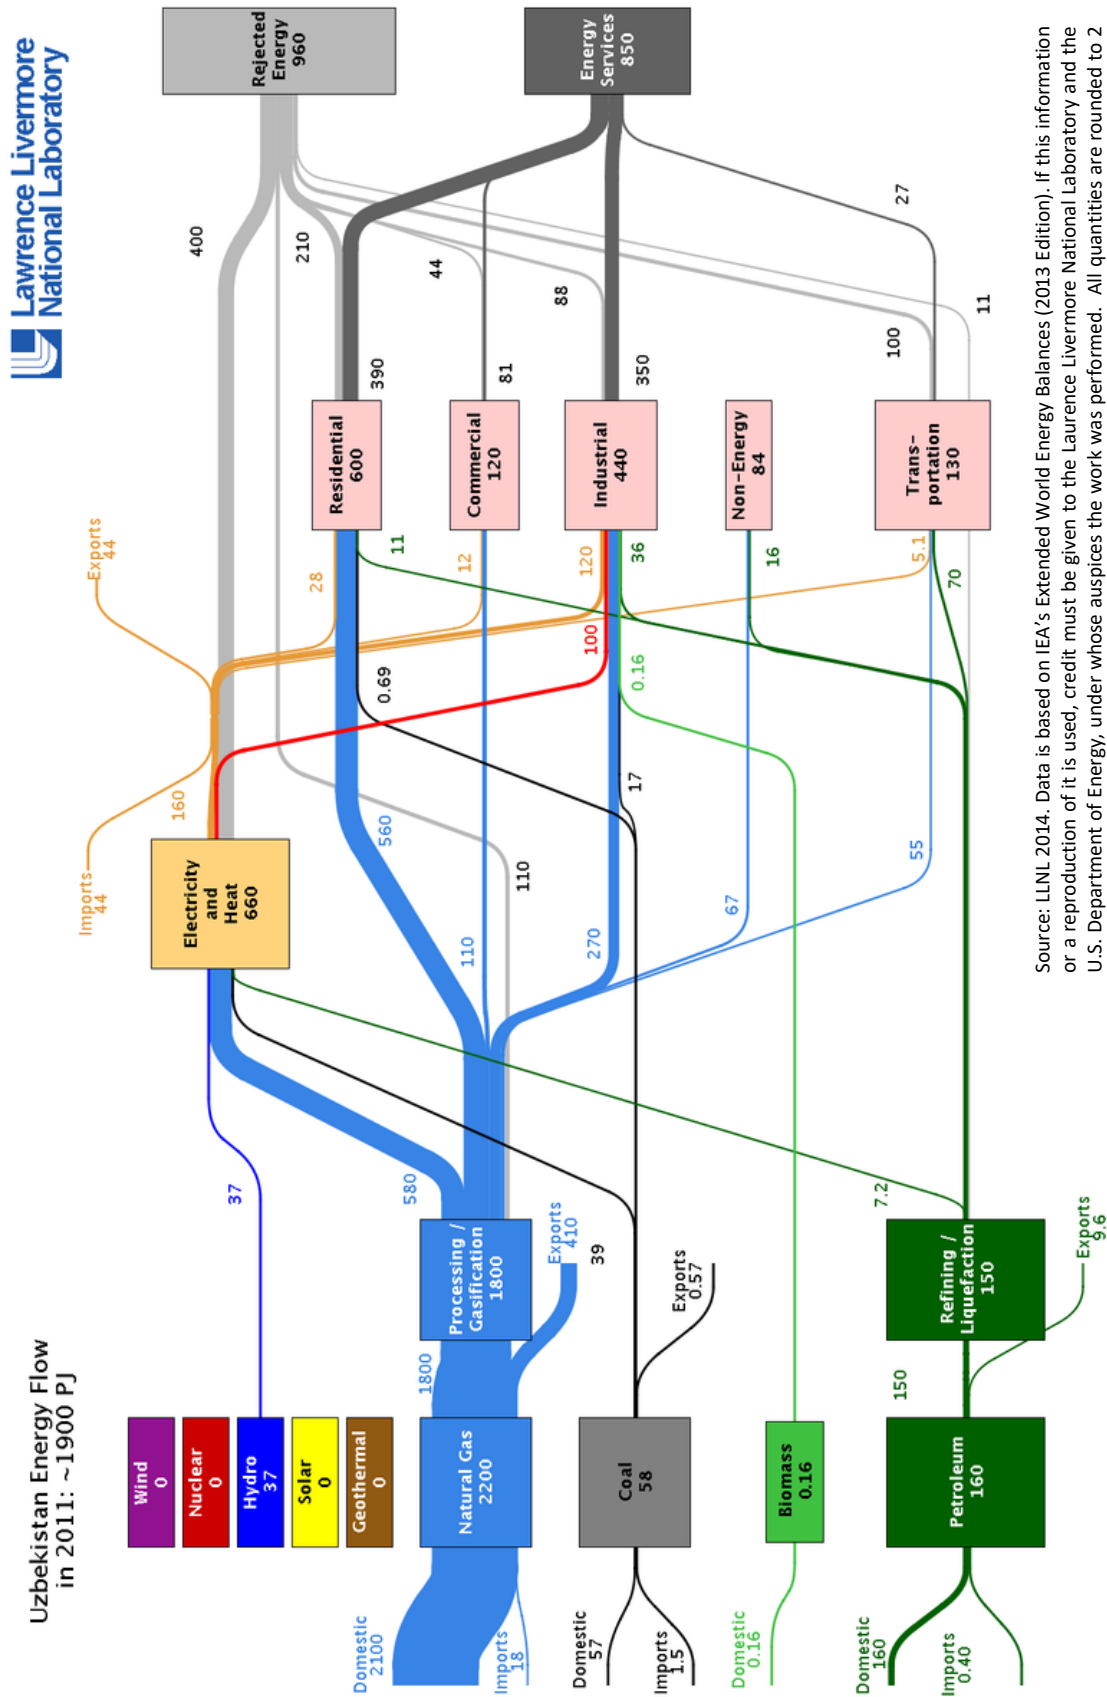 Uzbekistan Energy Flow
in 2011: ~1900 PJ
Lawrence Livermore
National Laboratory
Wind
0
Nuclear
0
Hydro
37
Solar
0
Geothermal
0
Domestic
2100
Imports
18
Natural Gas
2200
1800
Exports
410
Processing /
Gasification
1800
Domestic
57
Imports
1.5
Coal
58
Exports
0.57
39
Domestic
0.16
Biomass
0.16
Domestic
160
Imports
0.40
Petroleum
160
150
Exports
9.6
Refining /
Liquefaction
150
7.2
37
580
110
560
110
270
67
55
Imports
44
Exports
44
Electricity
and
Heat
660
160
0.69
17
100
0.16
28
11
12
120
36
16
5.1
70
Residential
600
Commercial
120
Industrial
440
Non-Energy
84
Trans-
portation
130
390
81
350
100
11
27
400
210
44
88
Rejected
Energy
960
Energy
Services
850
Source: LLNL 2014. Data is based on IEA's Extended World Energy Balances (2013 Edition). If this information
or a reproduction of it is used, credit must be given to the Laurence Livermore National Laboratory and the
U.S. Department of Energy, under whose auspices the work was performed. All quantities are rounded to 2